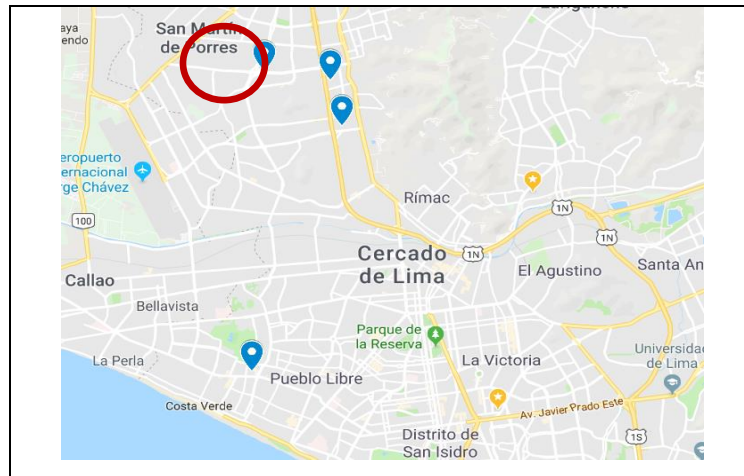 San Martín
de Porres
Rímac
100
1N
1N
1N
Cercado
de Lima
El Agustino
Santa An
Callao
Bellavista
Parque de
la Reserva
La Perla
La Victoria
Universidad
de Lima
Pueblo Libre
Costa Verde
Av. Javier Prado Este
Distrito de
San Isidro
1S